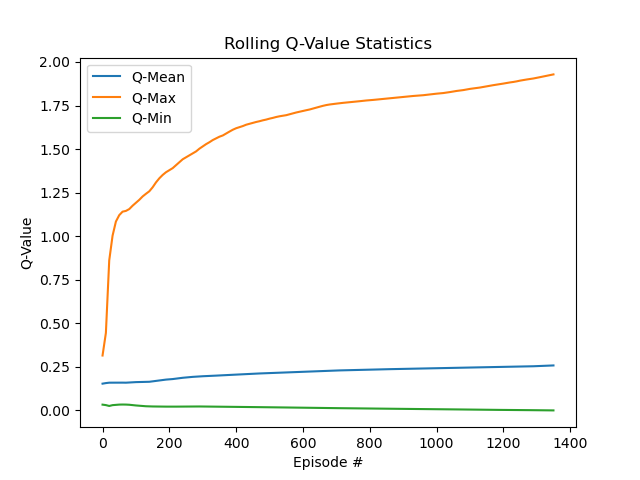 Rolling Q-Value Statistics
Q-Mean
Q-Max
Q-Min
Q-Value
2.00
1.75
1.50
1.25
1.00
0.75
0.50
0.25
0.00
0 200 400 600 800 1000 1200 1400
Episode #